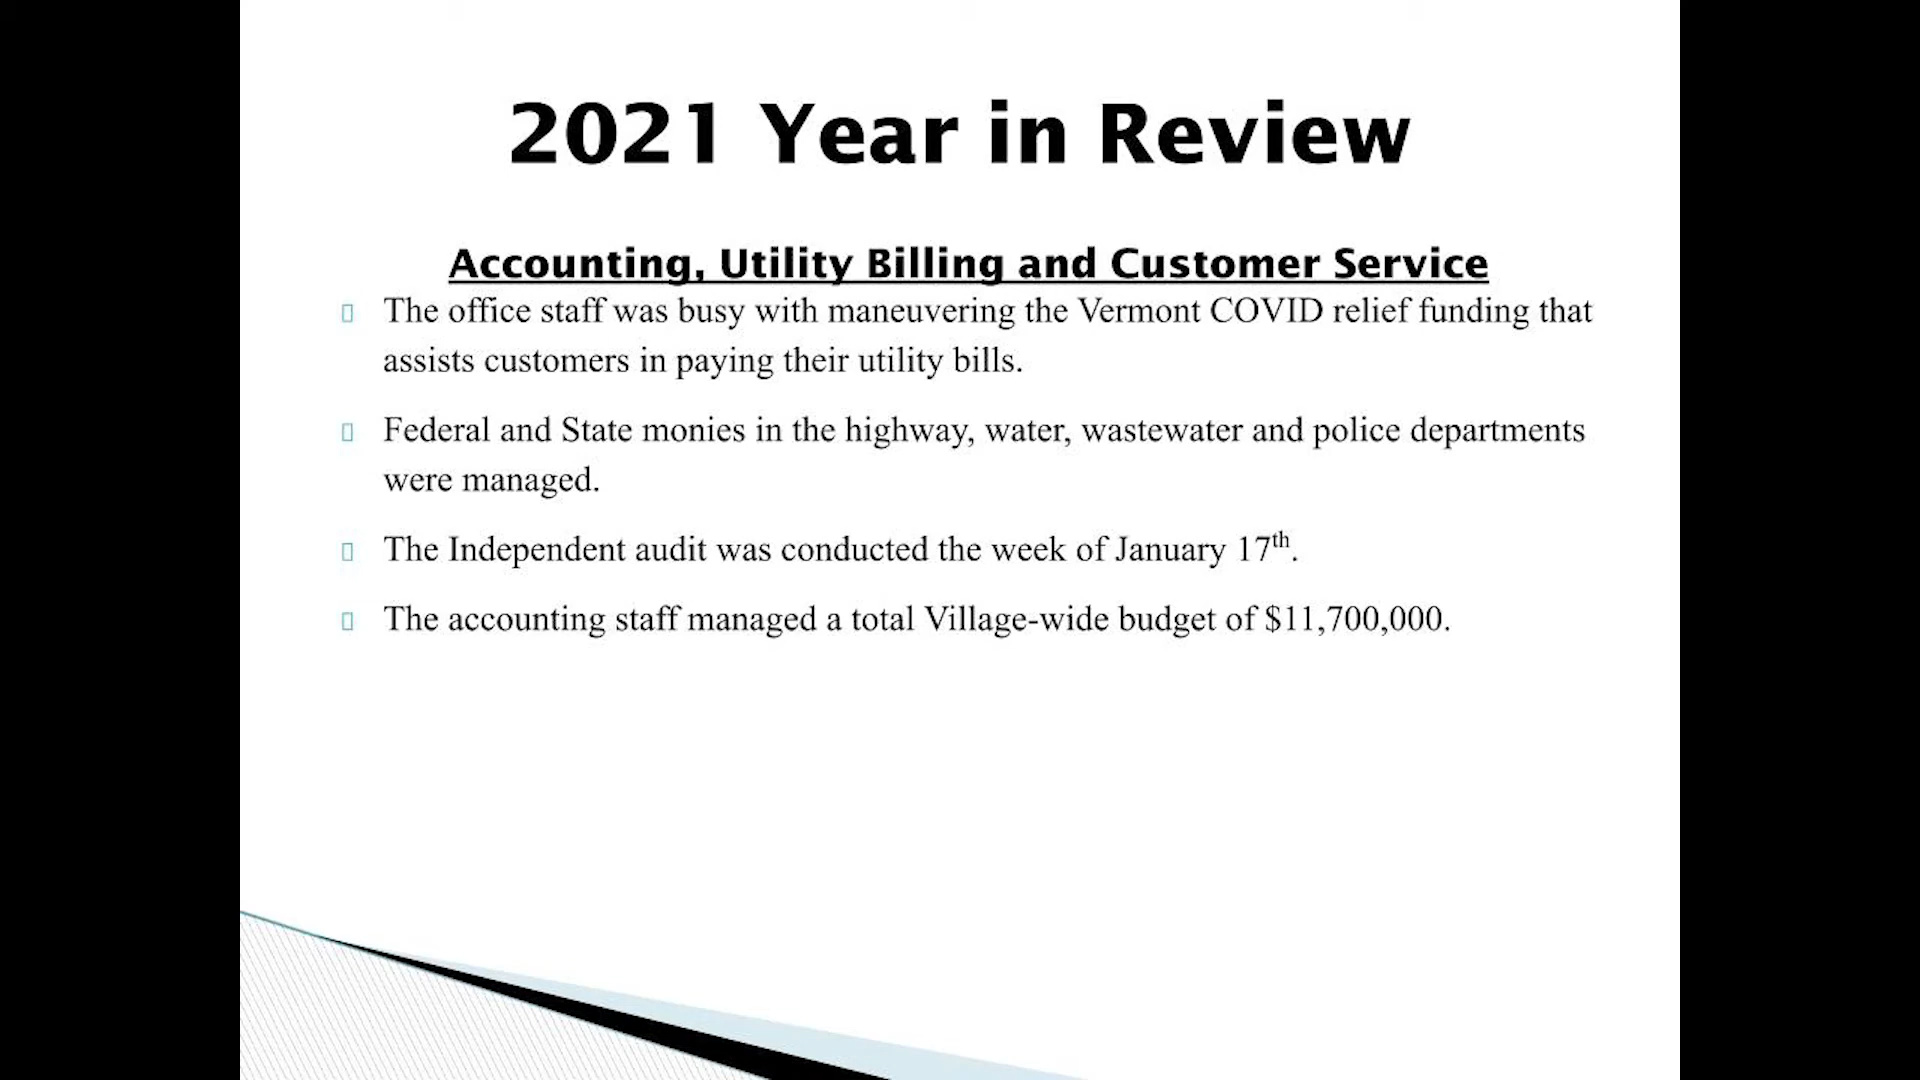 2021 Year in Review
Accounting, Utility Billing and Customer Service
The office staff was busy with maneuvering the Vermont COVID relief funding that
assists customers in paying their utility bills.
Federal and State monies in the highway, water, wastewater and police departments
were managed.
The Independent audit was conducted the week of January 17th.
The accounting staff managed a total Village-wide budget of $11,700,000.